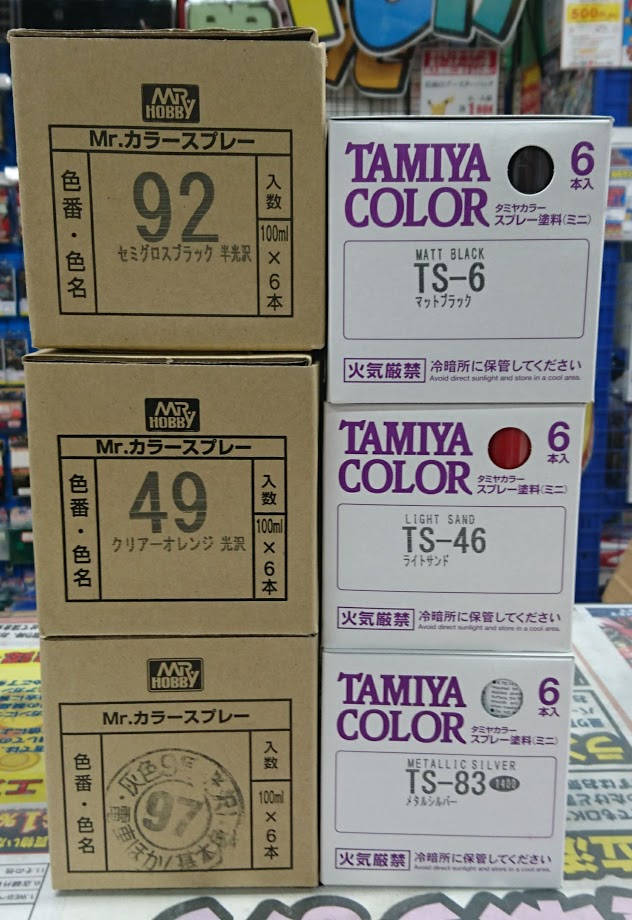 MR HOBBY
Mr.カラースプレー
色番・色名
92
セミグロスブラック 半光沢
入数
100ml×6本
MR HOBBY
Mr.カラースプレー
色番・色名
49
クリアーオレンジ 光沢
入数
100ml×6本
MR HOBBY
Mr.カラースプレー
色番・色名
灰色9号
97
入数
100ml×6本
TAMIYA
COLOR
6
本入
タミヤカラー
スプレー塗料(ミニ)
MATT BLACK
TS-6
マットブラック
火気厳禁 冷暗所に保管してください
Avoid direct sunlight and store in a cool area.
TAMIYA
COLOR
6
本入
タミヤカラー
スプレー塗料(ミニ)
LIGHT SAND
TS-46
ライトサンド
火気厳禁 冷暗所に保管してください
Avoid direct sunlight and store in a cool area.
TAMIYA
COLOR
6
本入
タミヤカラー
スプレー塗料(ミニ)
METALLIC SILVER
TS-83
メタルシルバー
火気厳禁 冷暗所に保管してください
Avoid direct sunlight and store in a cool area.